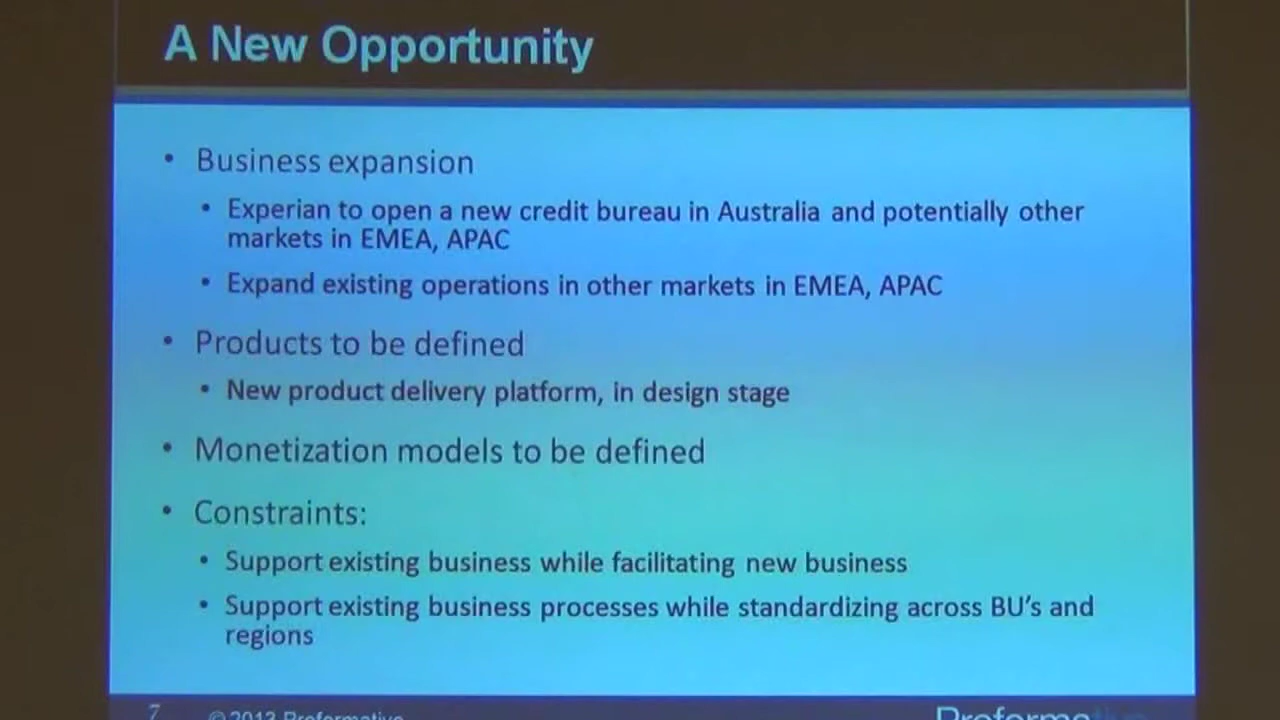 A New Opportunity
• Business expansion
• Experian to open a new credit bureau in Australia and potentially other
markets in EMEA, APAC
• Expand existing operations in other markets in EMEA, APAC
• Products to be defined
• New product delivery platform, in design stage
• Monetization models to be defined
• Constraints:
• Support existing business while facilitating new business
• Support existing business processes while standardizing across BU's and
regions
7 © 2013 Proformative Proformative